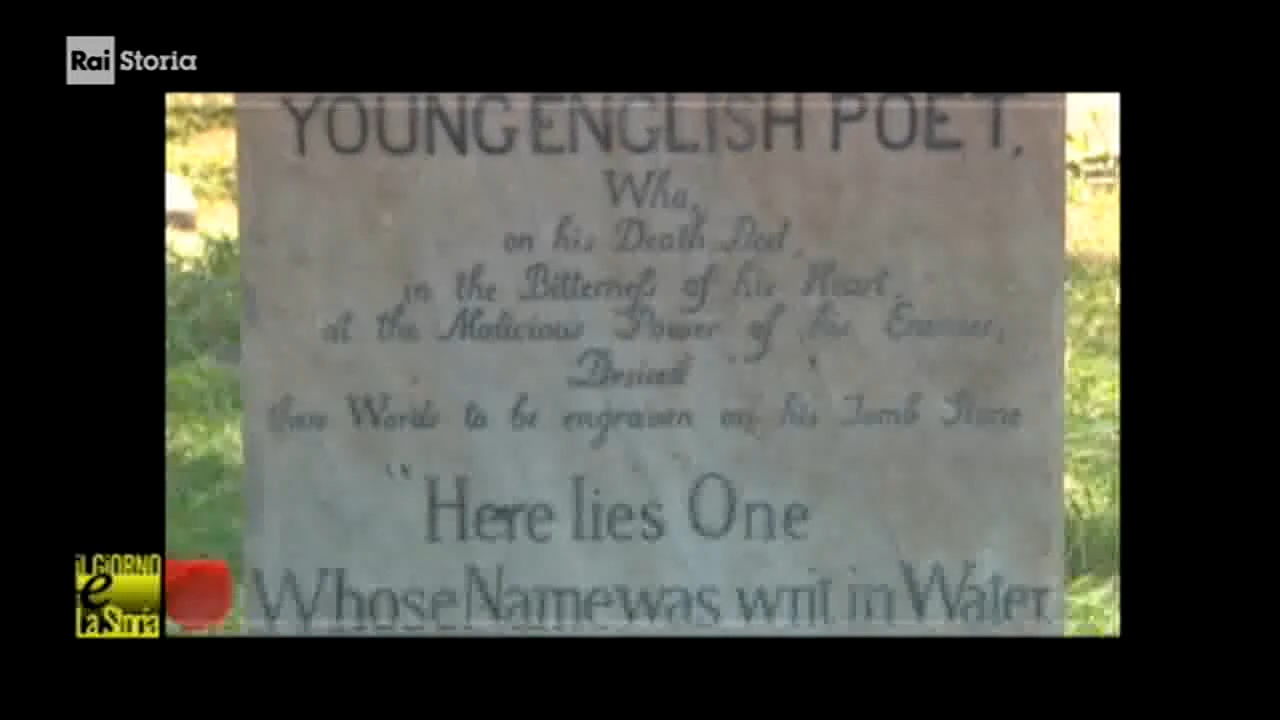 Rai Storia
YOUNG ENGLISH POET,
Who,
on his Death Bed,
in the Bitterness of his Heart,
at the Malicious Power of his Enemies,
Desired
these Words to be engraven on his Tomb Stone
"Here lies One
Whose Name was writ in Water.
iL GiORNO
e
la Storia